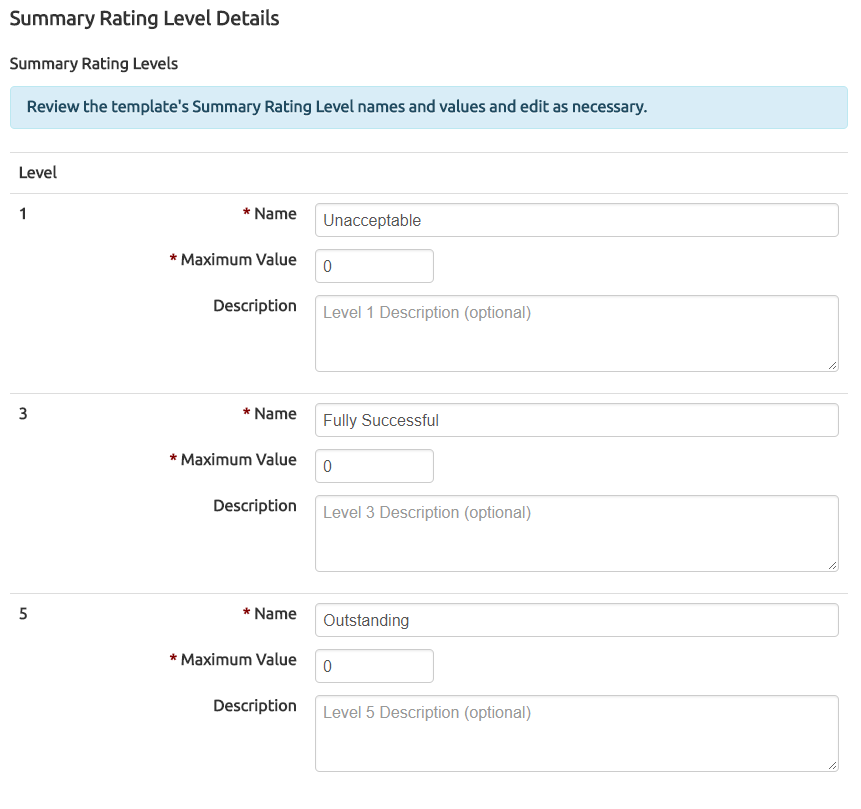 Summary Rating Level Details
Summary Rating Levels
Review the template's Summary Rating Level names and values and edit as necessary.
Level
1 * Name Unacceptable
* Maximum Value 0
Description Level 1 Description (optional)
3 * Name Fully Successful
* Maximum Value 0
Description Level 3 Description (optional)
5 * Name Outstanding
* Maximum Value 0
Description Level 5 Description (optional)